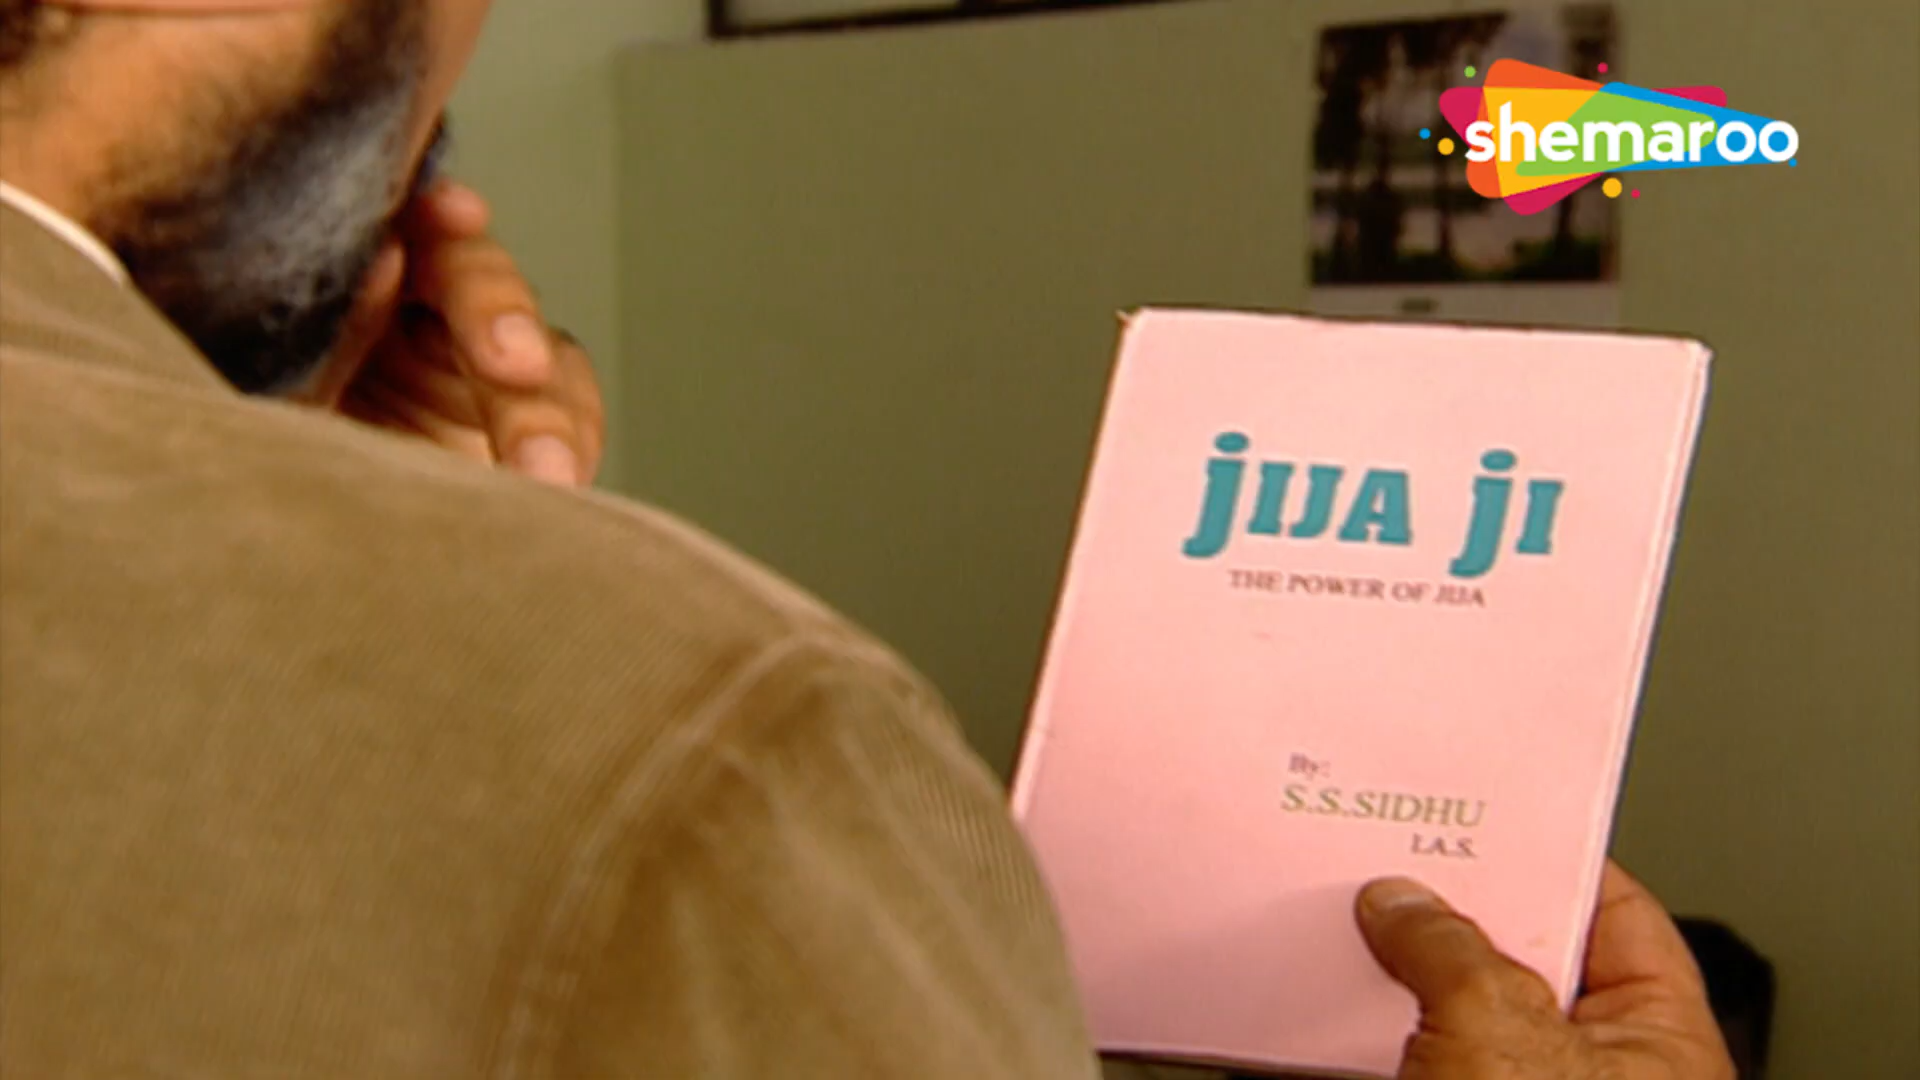 shemaroo
jIJA jI
THE POWER OF JIJA
By:
S.S.SIDHU
I.A.S.